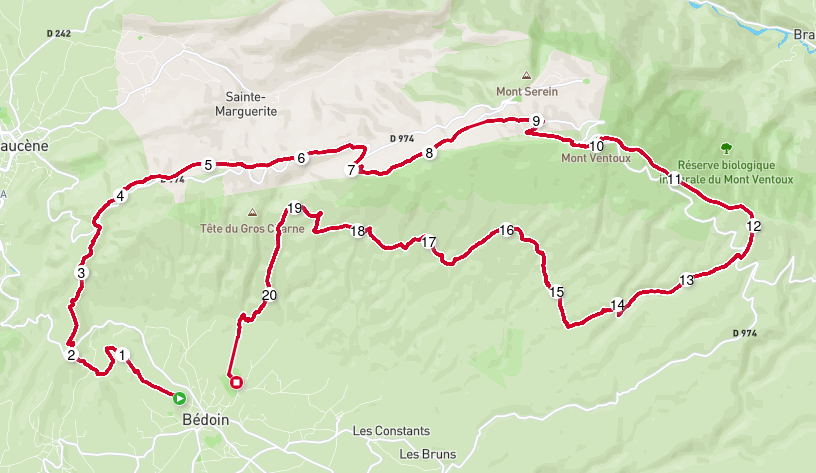 D 242
Bra
Mont Serein
Sainte-
Marguerite
aucène
D 974
9
10
Mont Ventoux
8
7
6
5
4
Réserve biologique
intégrale du Mont Ventoux
11
A
19
Tête du Gros Charne
18
17
16
12
3
20
15
14
13
2
1
D 974
Bédoin
Les Constants
Les Bruns